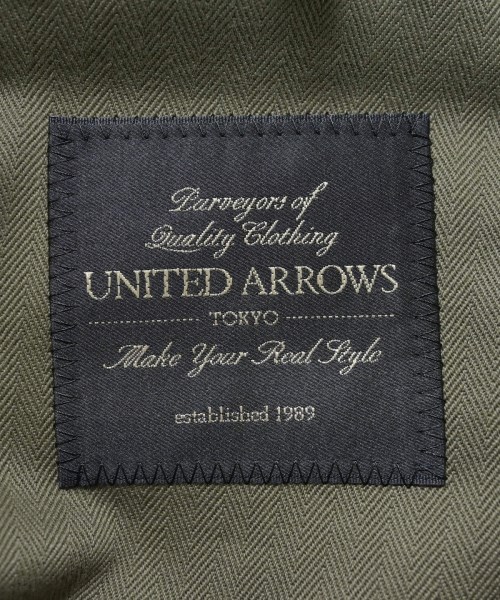 Purveyors of
Quality Clothing
UNITED ARROWS
TOKYO
Make Your Real Style
established 1989